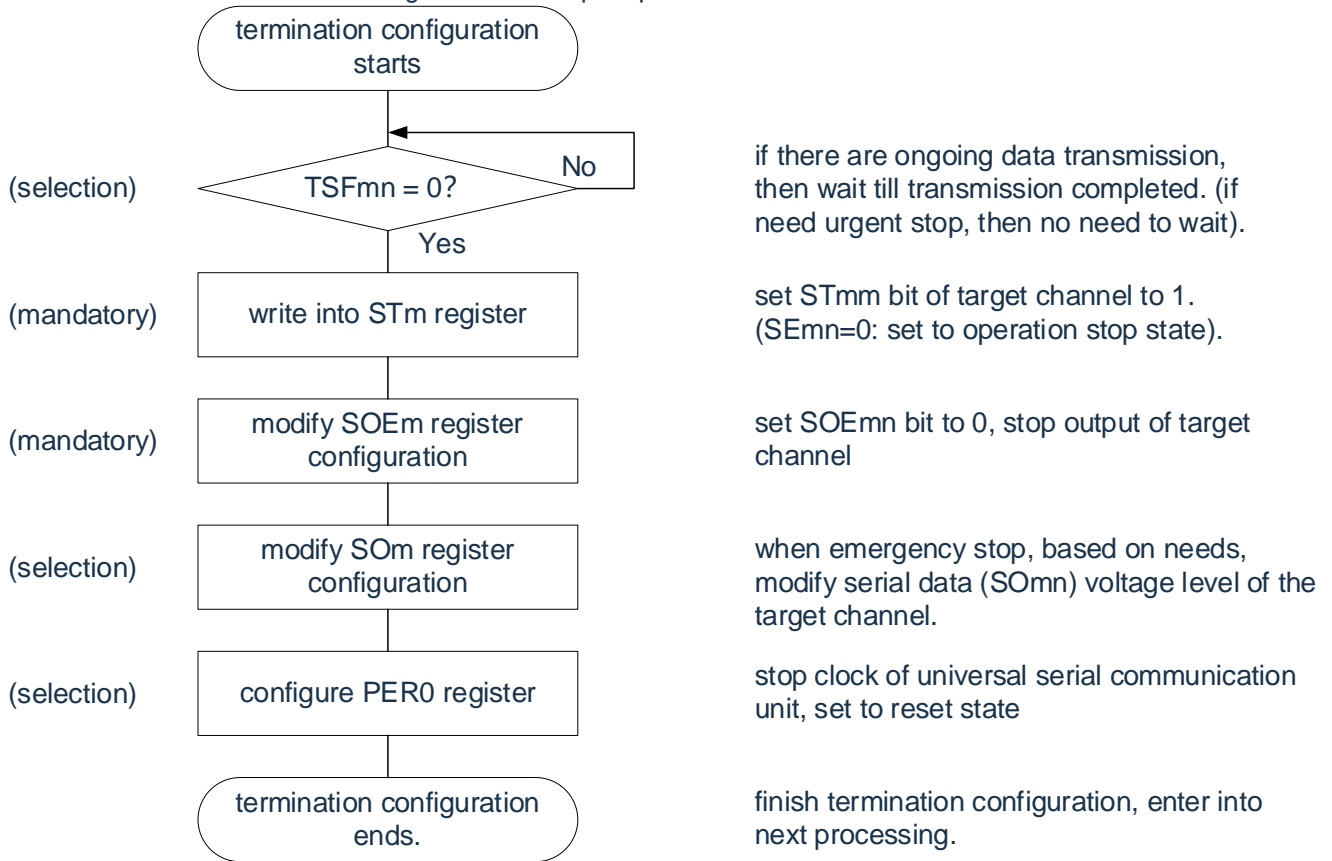 termination configuration
starts
(selection)
TSFmn = 0?
No
Yes
if there are ongoing data transmission,
then wait till transmission completed. (if
need urgent stop, then no need to wait).
(mandatory)
write into STm register
set STmm bit of target channel to 1.
(SEmn=0: set to operation stop state).
(mandatory)
modify SOEm register
configuration
set SOEmn bit to 0, stop output of target
channel
(selection)
modify SOm register
configuration
when emergency stop, based on needs,
modify serial data (SOmn) voltage level of the
target channel.
(selection)
configure PER0 register
stop clock of universal serial communication
unit, set to reset state
termination configuration
ends.
finish termination configuration, enter into
next processing.